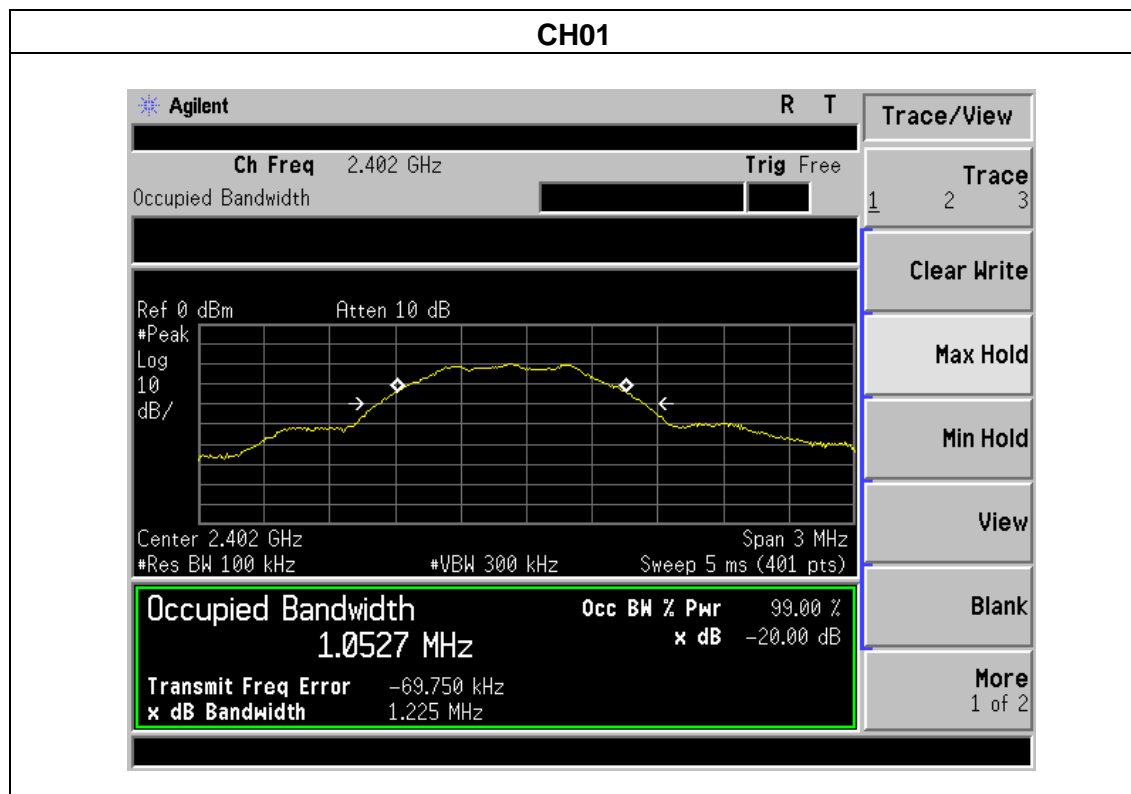 CH01
Agilent R T
Trace/View
Ch Freq 2.402 GHz Trig Free
Occupied Bandwidth
Trace
1 2 3
Clear Write
Ref 0 dBm Atten 10 dB
#Peak
Log
10
dB/
Max Hold
Min Hold
View
Center 2.402 GHz Span 3 MHz
#Res BW 100 kHz #VBW 300 kHz Sweep 5 ms (401 pts)
Occupied Bandwidth Occ BW % Pwr 99.00 %
1.0527 MHz x dB -20.00 dB
Transmit Freq Error -69.750 kHz
x dB Bandwidth 1.225 MHz
Blank
More
1 of 2